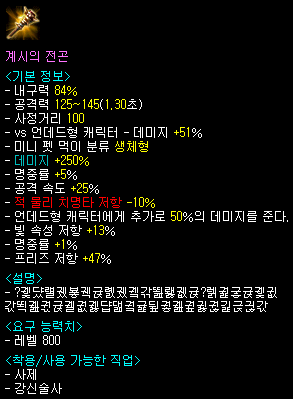 계시의 전곤
<기본 정보>
- 내구력 84%
- 공격력 125~145(1.30초)
- 사정거리 100
- vs 언데드형 캐릭터 - 데미지 +51%
- 미니 펫 먹이 분류 생체형
- 데미지 +250%
- 명중률 +5%
- 공격 속도 +25%
- 적 물리 치명타 저항 -10%
- 언데드형 캐릭터에게 추가로 50%의 데미지를 준다.
- 빛 속성 저항 +13%
- 명중률 +1%
- 프리즈 저항 +47%
<설명>
<요구 능력치>
- 레벨 800
<착용/사용 가능한 직업>
- 사제
- 강신술사